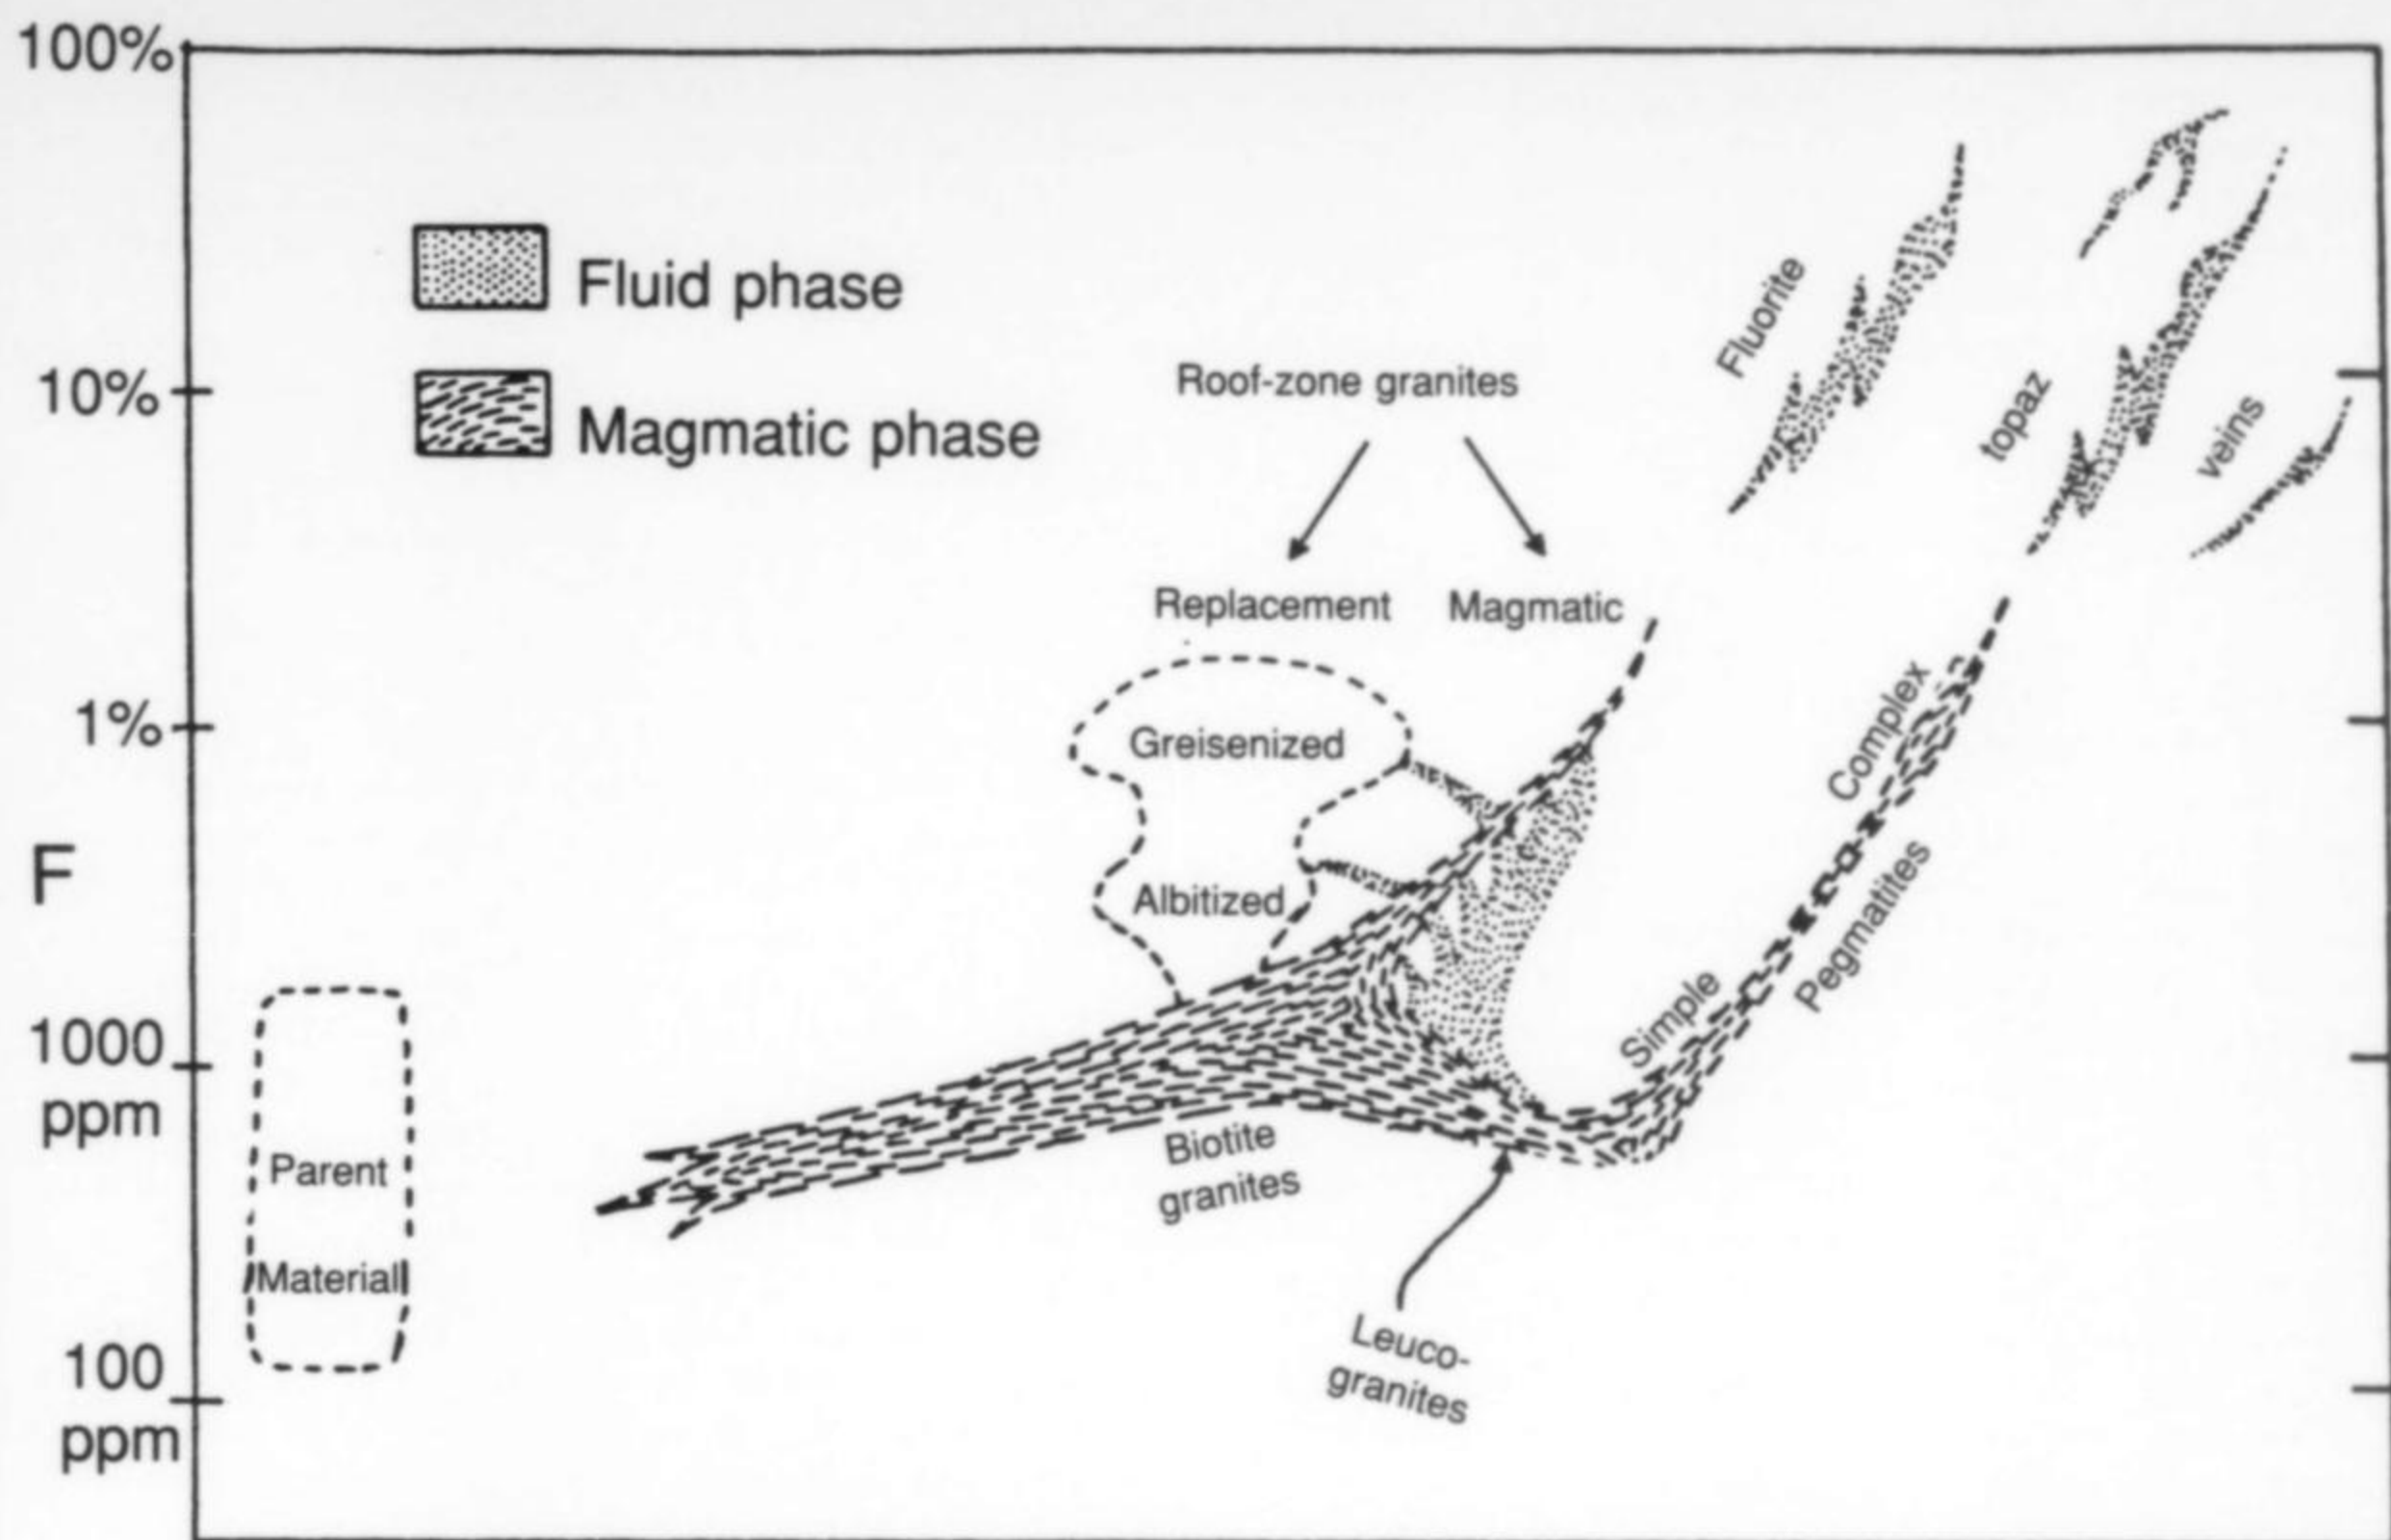 100%
10%
1%
F
1000
ppm
100
ppm
Fluid phase
Magmatic phase
Roof-zone granites
Replacement
Magmatic
Greisenized
Albitized
Parent
Material
Biotite
granites
Leuco-
granites
Simple
Complex
Pegmatites
Fluorite
topaz
veins